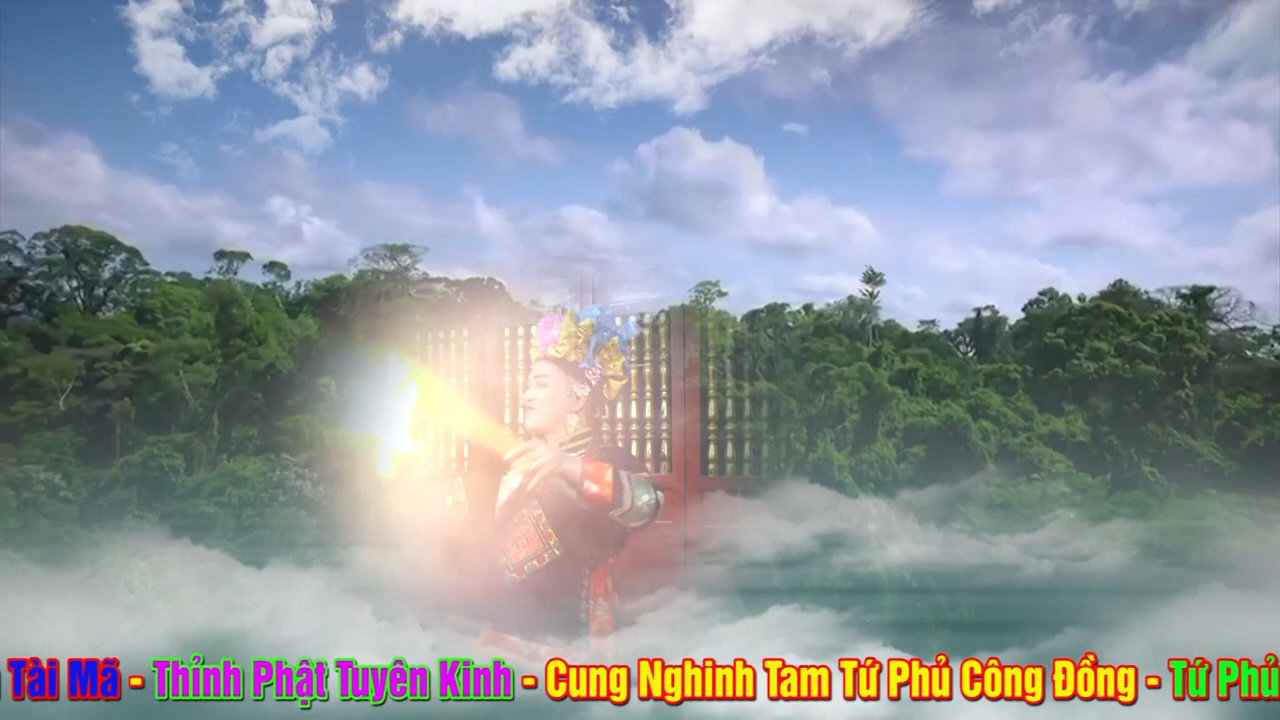 Tài Mã - Thỉnh Phật Tuyên Kinh - Cung Nghinh Tam Tứ Phủ Công Đồng - Tứ Phủ